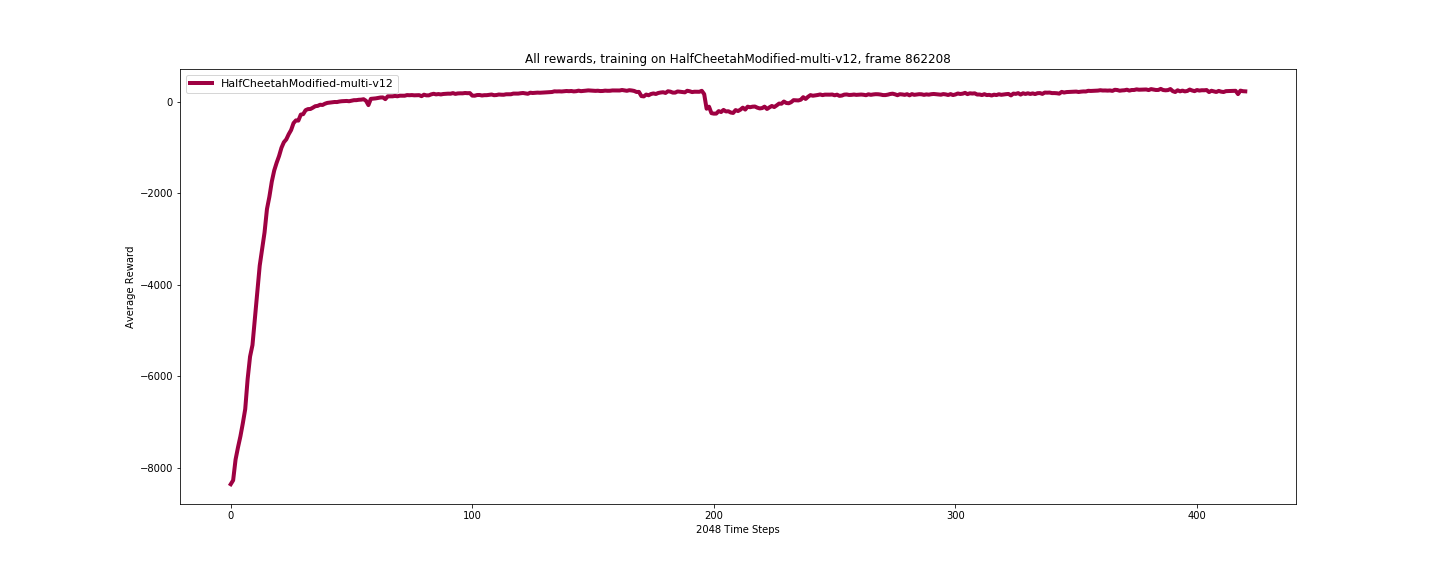 All rewards, training on HalfCheetahModified-multi-v12, frame 862208
HalfCheetahModified-multi-v12
0
−2000
−4000
−6000
−8000
Average Reward
0 100 200 300 400
2048 Time Steps